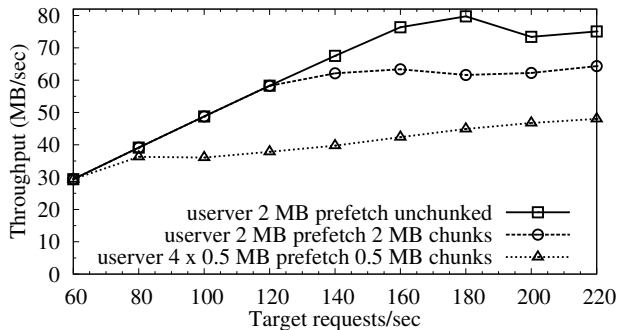 Throughput (MB/sec)
80
70
60
50
40
30
20
10
0
userver 2 MB prefetch unchunked
userver 2 MB prefetch 2 MB chunks
userver 4 x 0.5 MB prefetch 0.5 MB chunks
60 80 100 120 140 160 180 200 220
Target requests/sec